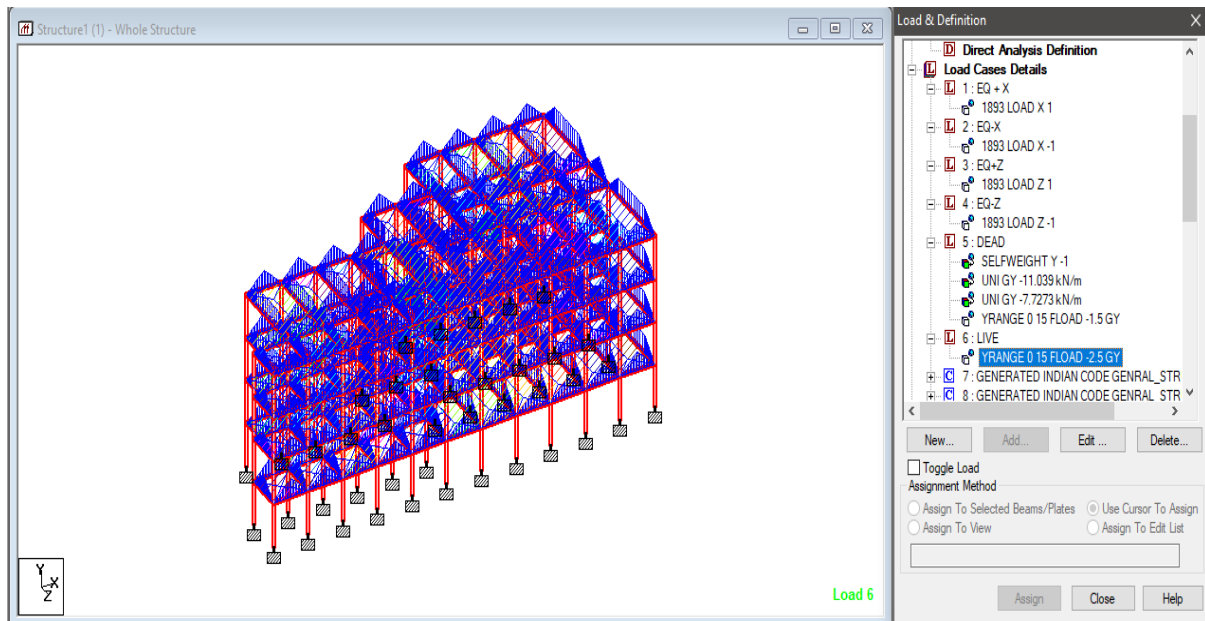 Structure1 (1) - Whole Structure
Load 6
Y
X
Z
Load & Definition
D Direct Analysis Definition
L Load Cases Details
L 1 : EQ + X
1893 LOAD X 1
L 2 : EQ-X
1893 LOAD X -1
L 3 : EQ+Z
1893 LOAD Z 1
L 4 : EQ-Z
1893 LOAD Z -1
L 5 : DEAD
SELFWEIGHT Y -1
UNI GY -11.039 kN/m
UNI GY -7.7273 kN/m
YRANGE 0 15 FLOAD -1.5 GY
L 6 : LIVE
YRANGE 0 15 FLOAD -2.5 GY
C 7 : GENERATED INDIAN CODE GENRAL_STR
C 8 : GENERATED INDIAN CODE GENRAL_STR
New... Add... Edit ... Delete...
Toggle Load
Assignment Method
Assign To Selected Beams/Plates Use Cursor To Assign
Assign To View Assign To Edit List
Assign Close Help